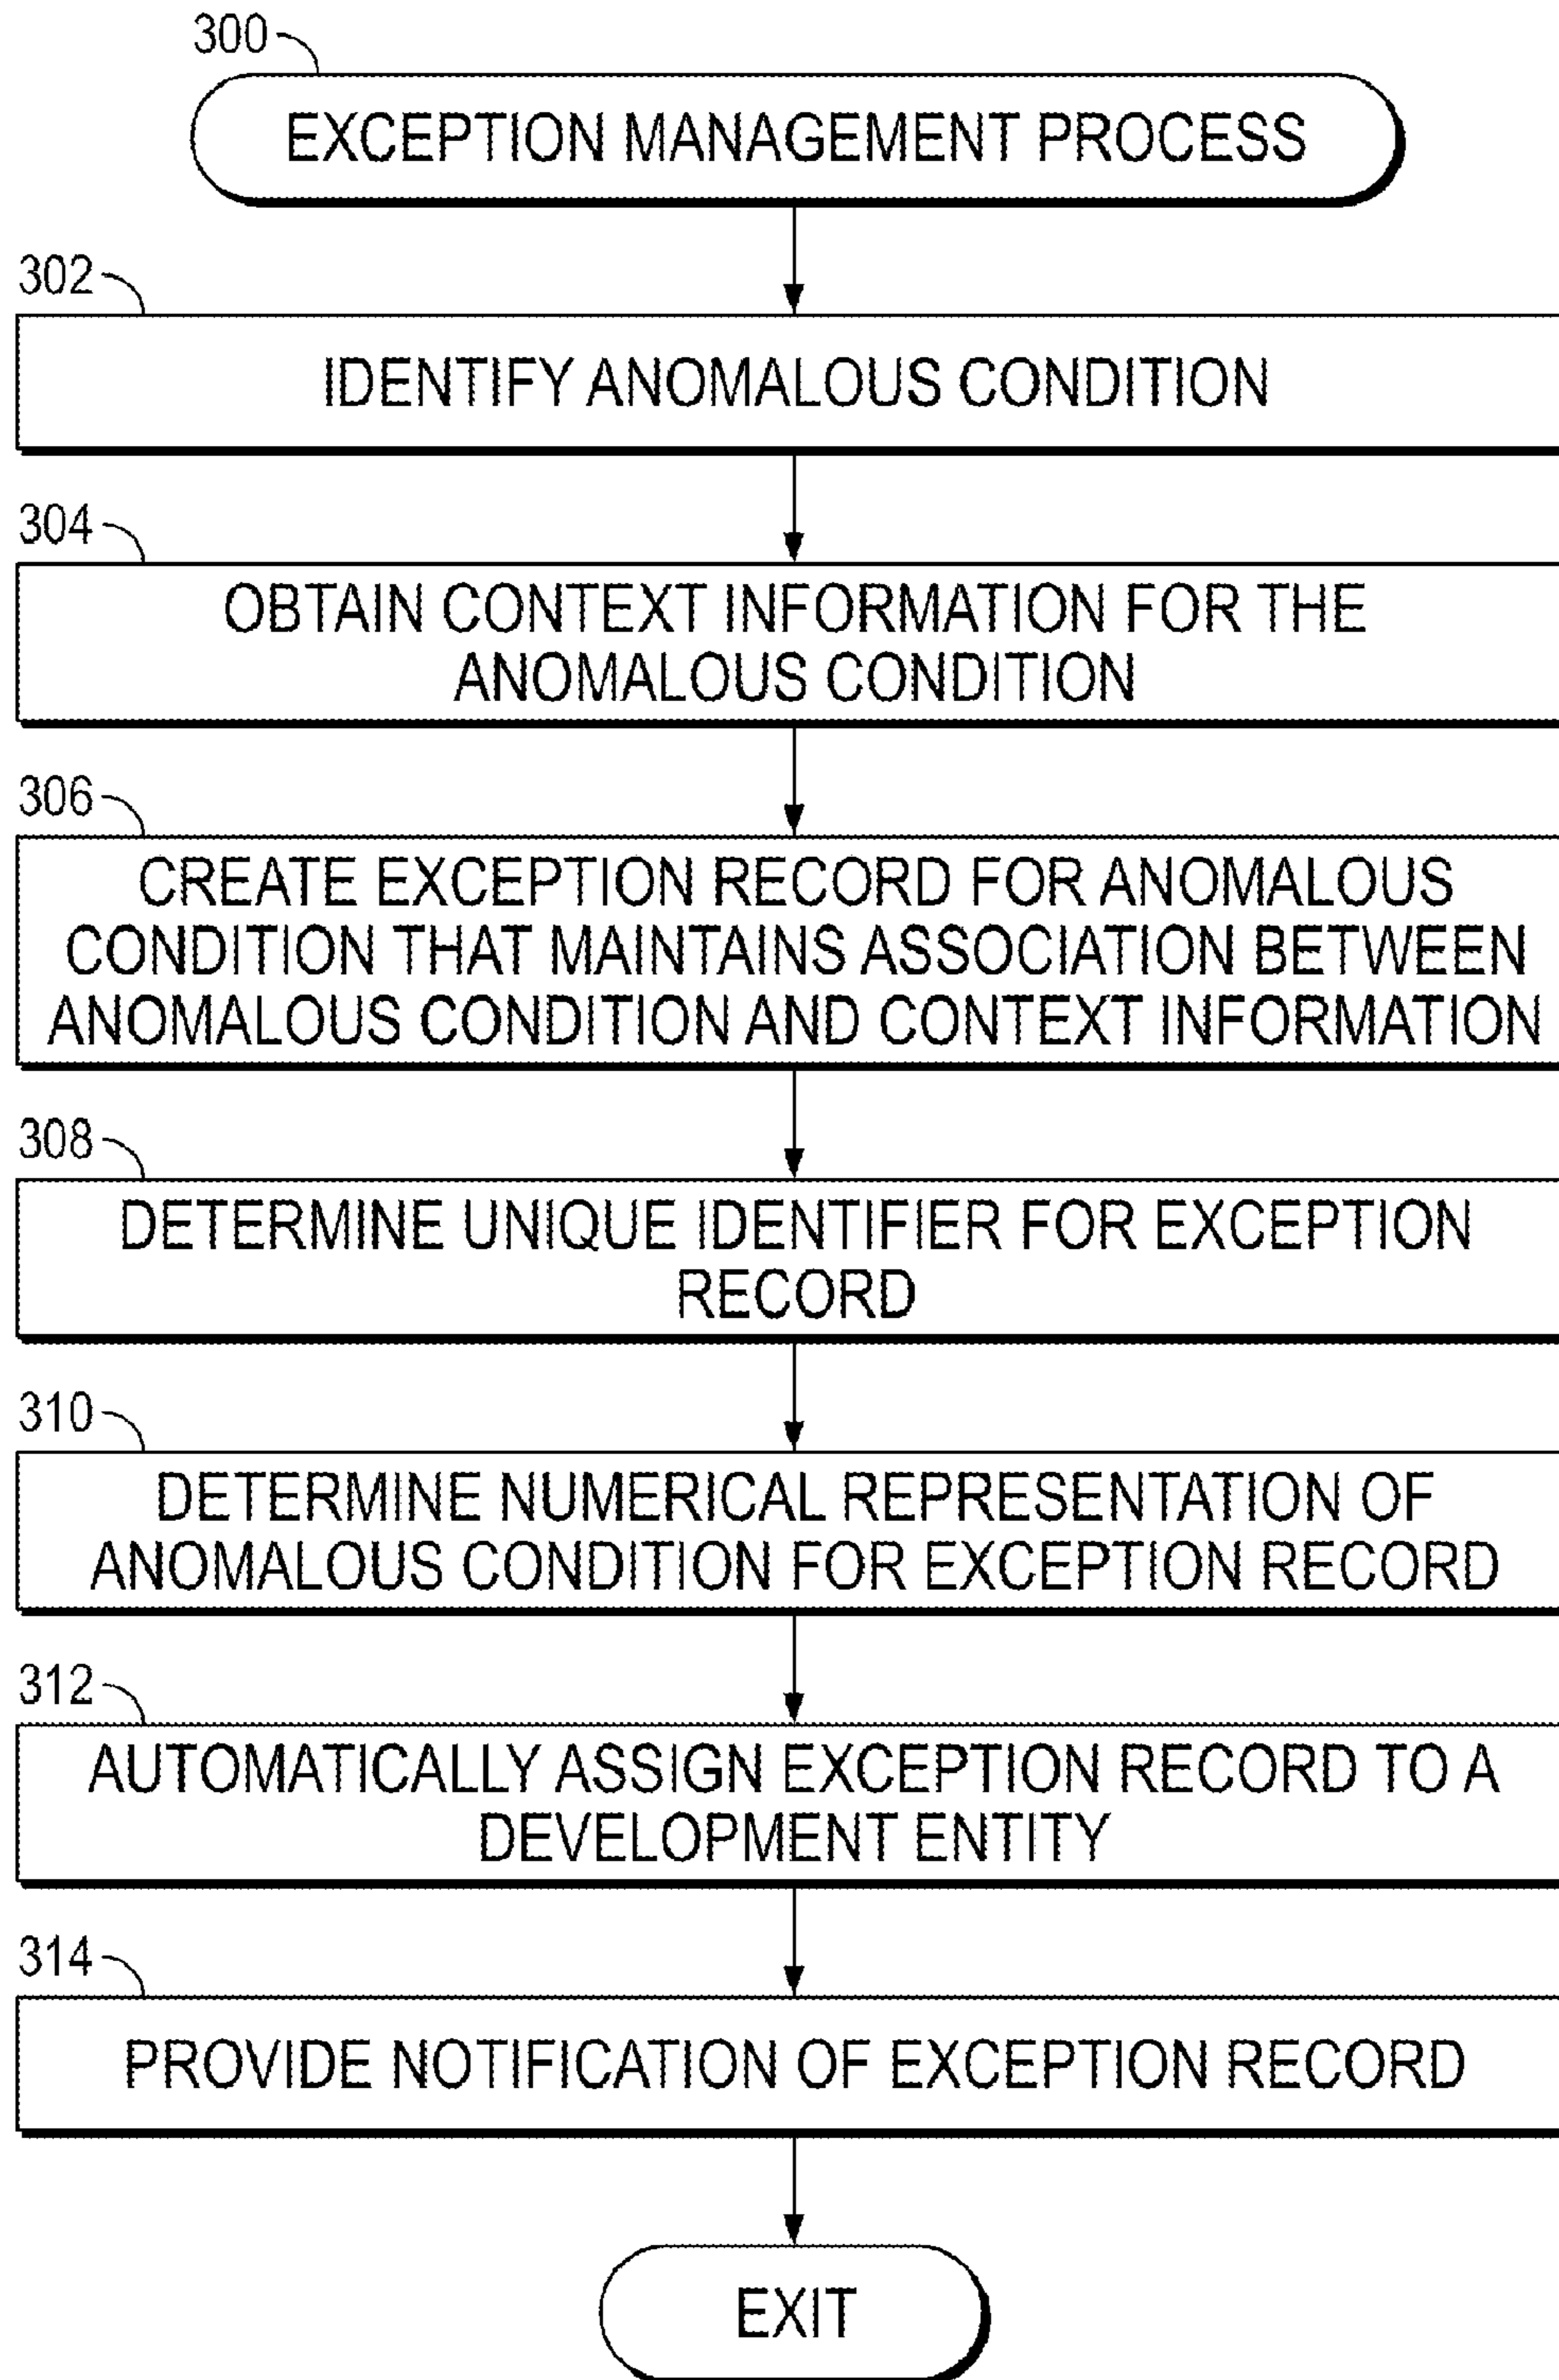 300
EXCEPTION MANAGEMENT PROCESS
302
IDENTIFY ANOMALOUS CONDITION
304
OBTAIN CONTEXT INFORMATION FOR THE
ANOMALOUS CONDITION
306
CREATE EXCEPTION RECORD FOR ANOMALOUS
CONDITION THAT MAINTAINS ASSOCIATION BETWEEN
ANOMALOUS CONDITION AND CONTEXT INFORMATION
308
DETERMINE UNIQUE IDENTIFIER FOR EXCEPTION
RECORD
310
DETERMINE NUMERICAL REPRESENTATION OF
ANOMALOUS CONDITION FOR EXCEPTION RECORD
312
AUTOMATICALLY ASSIGN EXCEPTION RECORD TO A
DEVELOPMENT ENTITY
314
PROVIDE NOTIFICATION OF EXCEPTION RECORD
EXIT